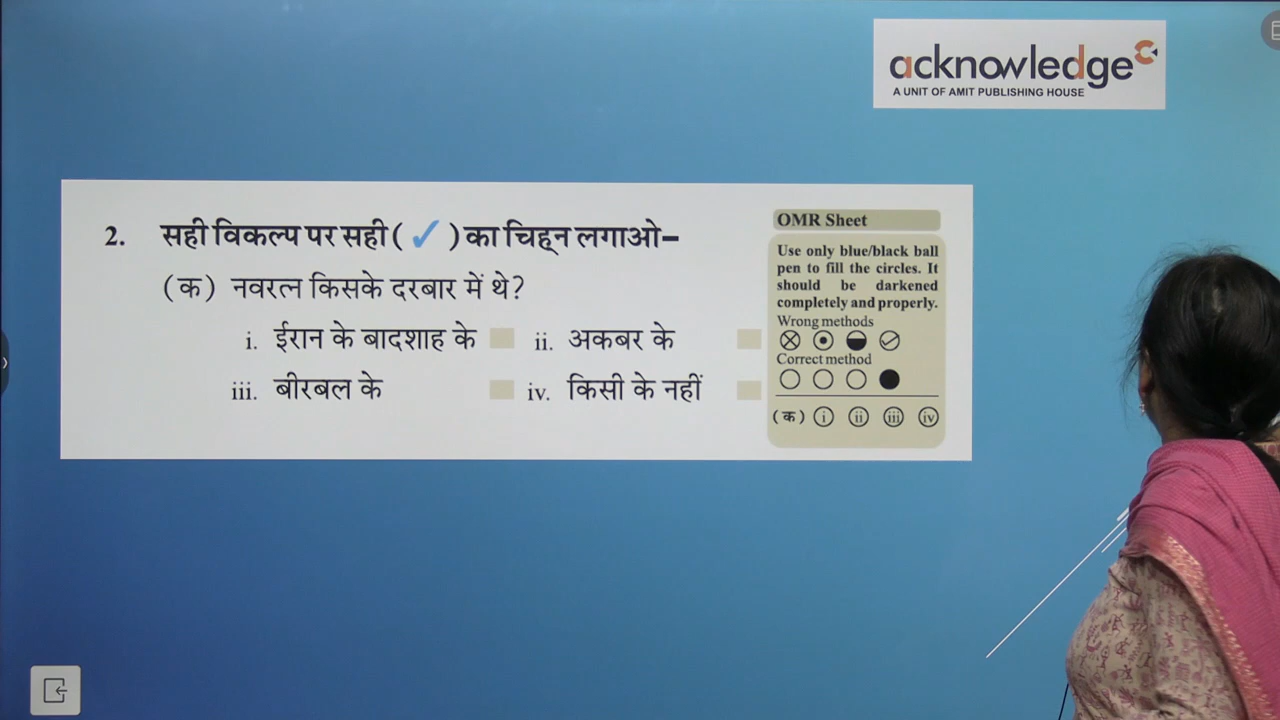 acknowledge
A UNIT OF AMIT PUBLISHING HOUSE
2. सही विकल्प पर सही ( ✓ ) का चिह्न लगाओ–
(क) नवरत्न किसके दरबार में थे?
i. ईरान के बादशाह के ii. अकबर के
iii. बीरबल के iv. किसी के नहीं
OMR Sheet
Use only blue/black ball
pen to fill the circles. It
should be darkened
completely and properly.
Wrong methods
Correct method
(क) i ii iii iv